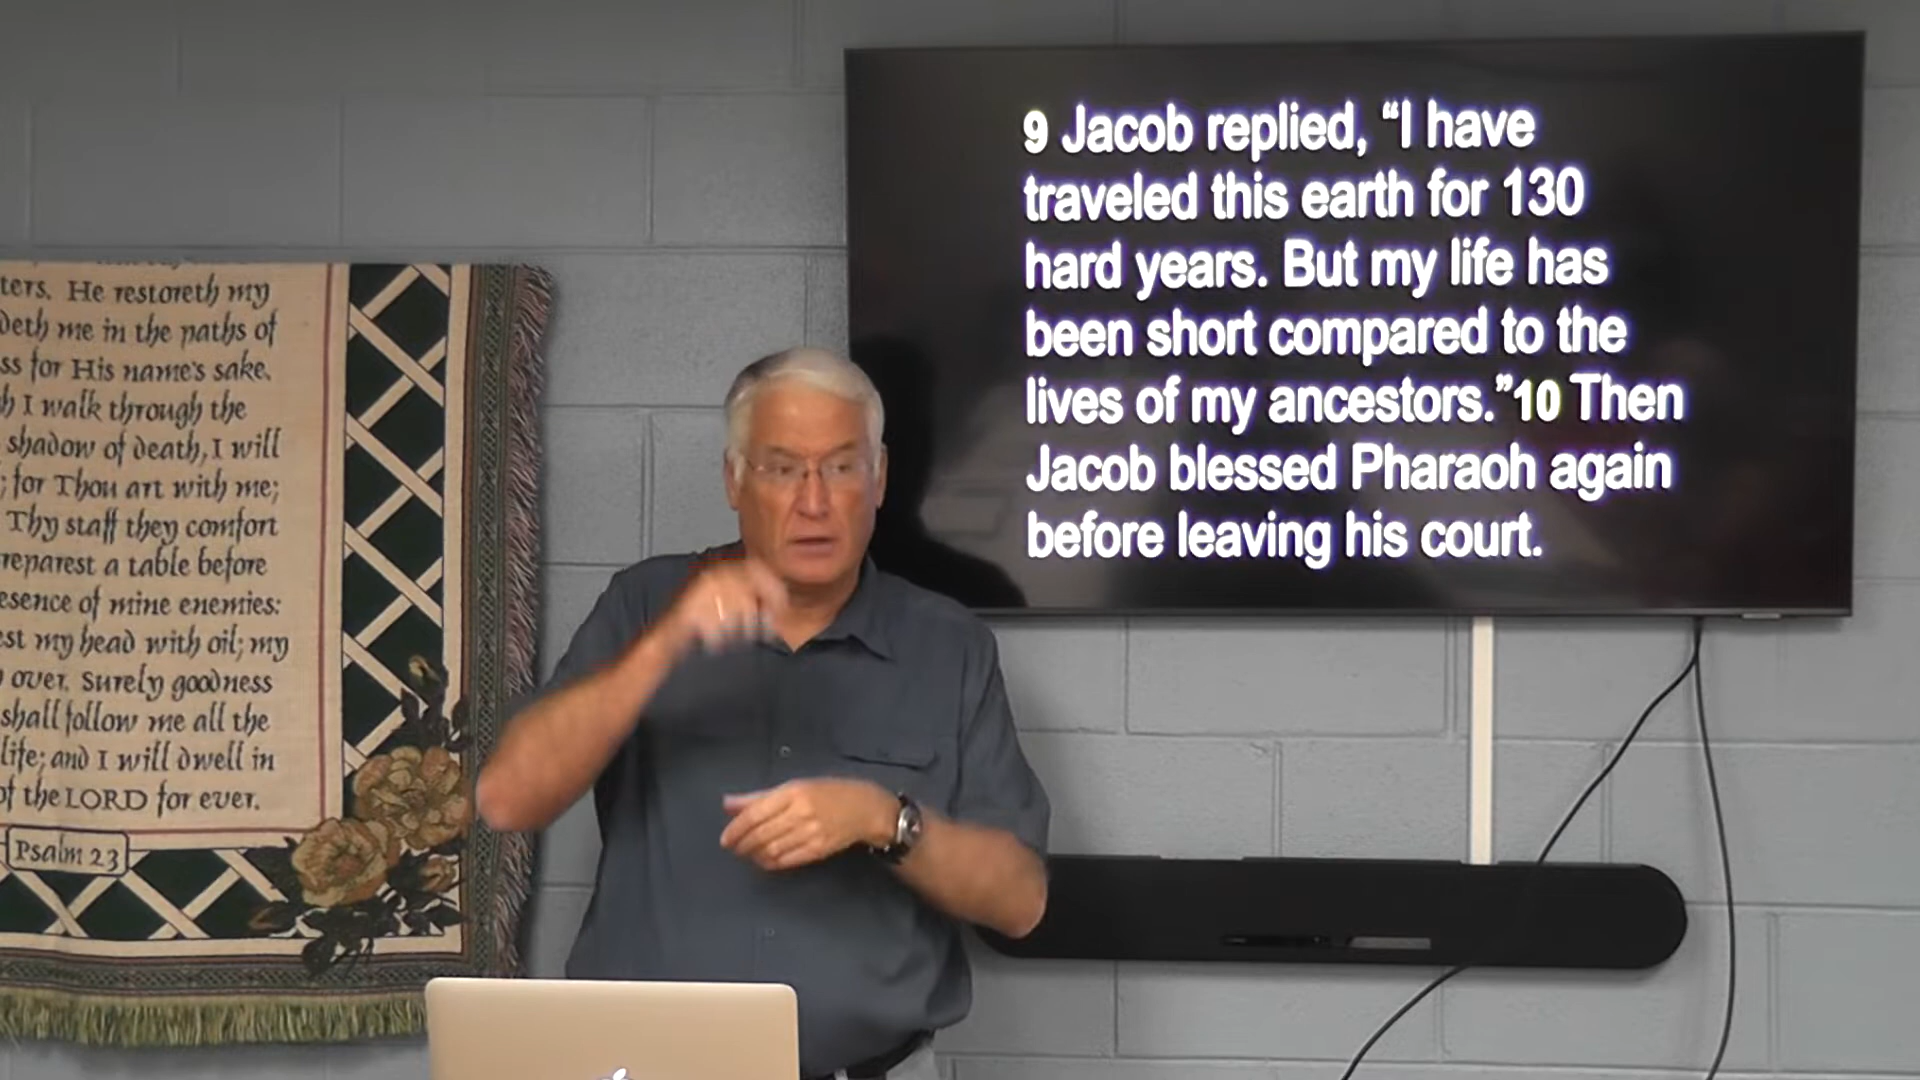 ters. He restoreth my
deth me in the paths of
ss for His name's sake.
h I walk through the
shadow of death, I will
; for Thou art with me;
Thy staff they comfort
reparest a table before
esence of mine enemies:
est my head with oil; my
over. Surely goodness
shall follow me all the
life; and I will dwell in
of the LORD for ever.
Psalm 23
9 Jacob replied, “I have
traveled this earth for 130
hard years. But my life has
been short compared to the
lives of my ancestors.”10 Then
Jacob blessed Pharaoh again
before leaving his court.